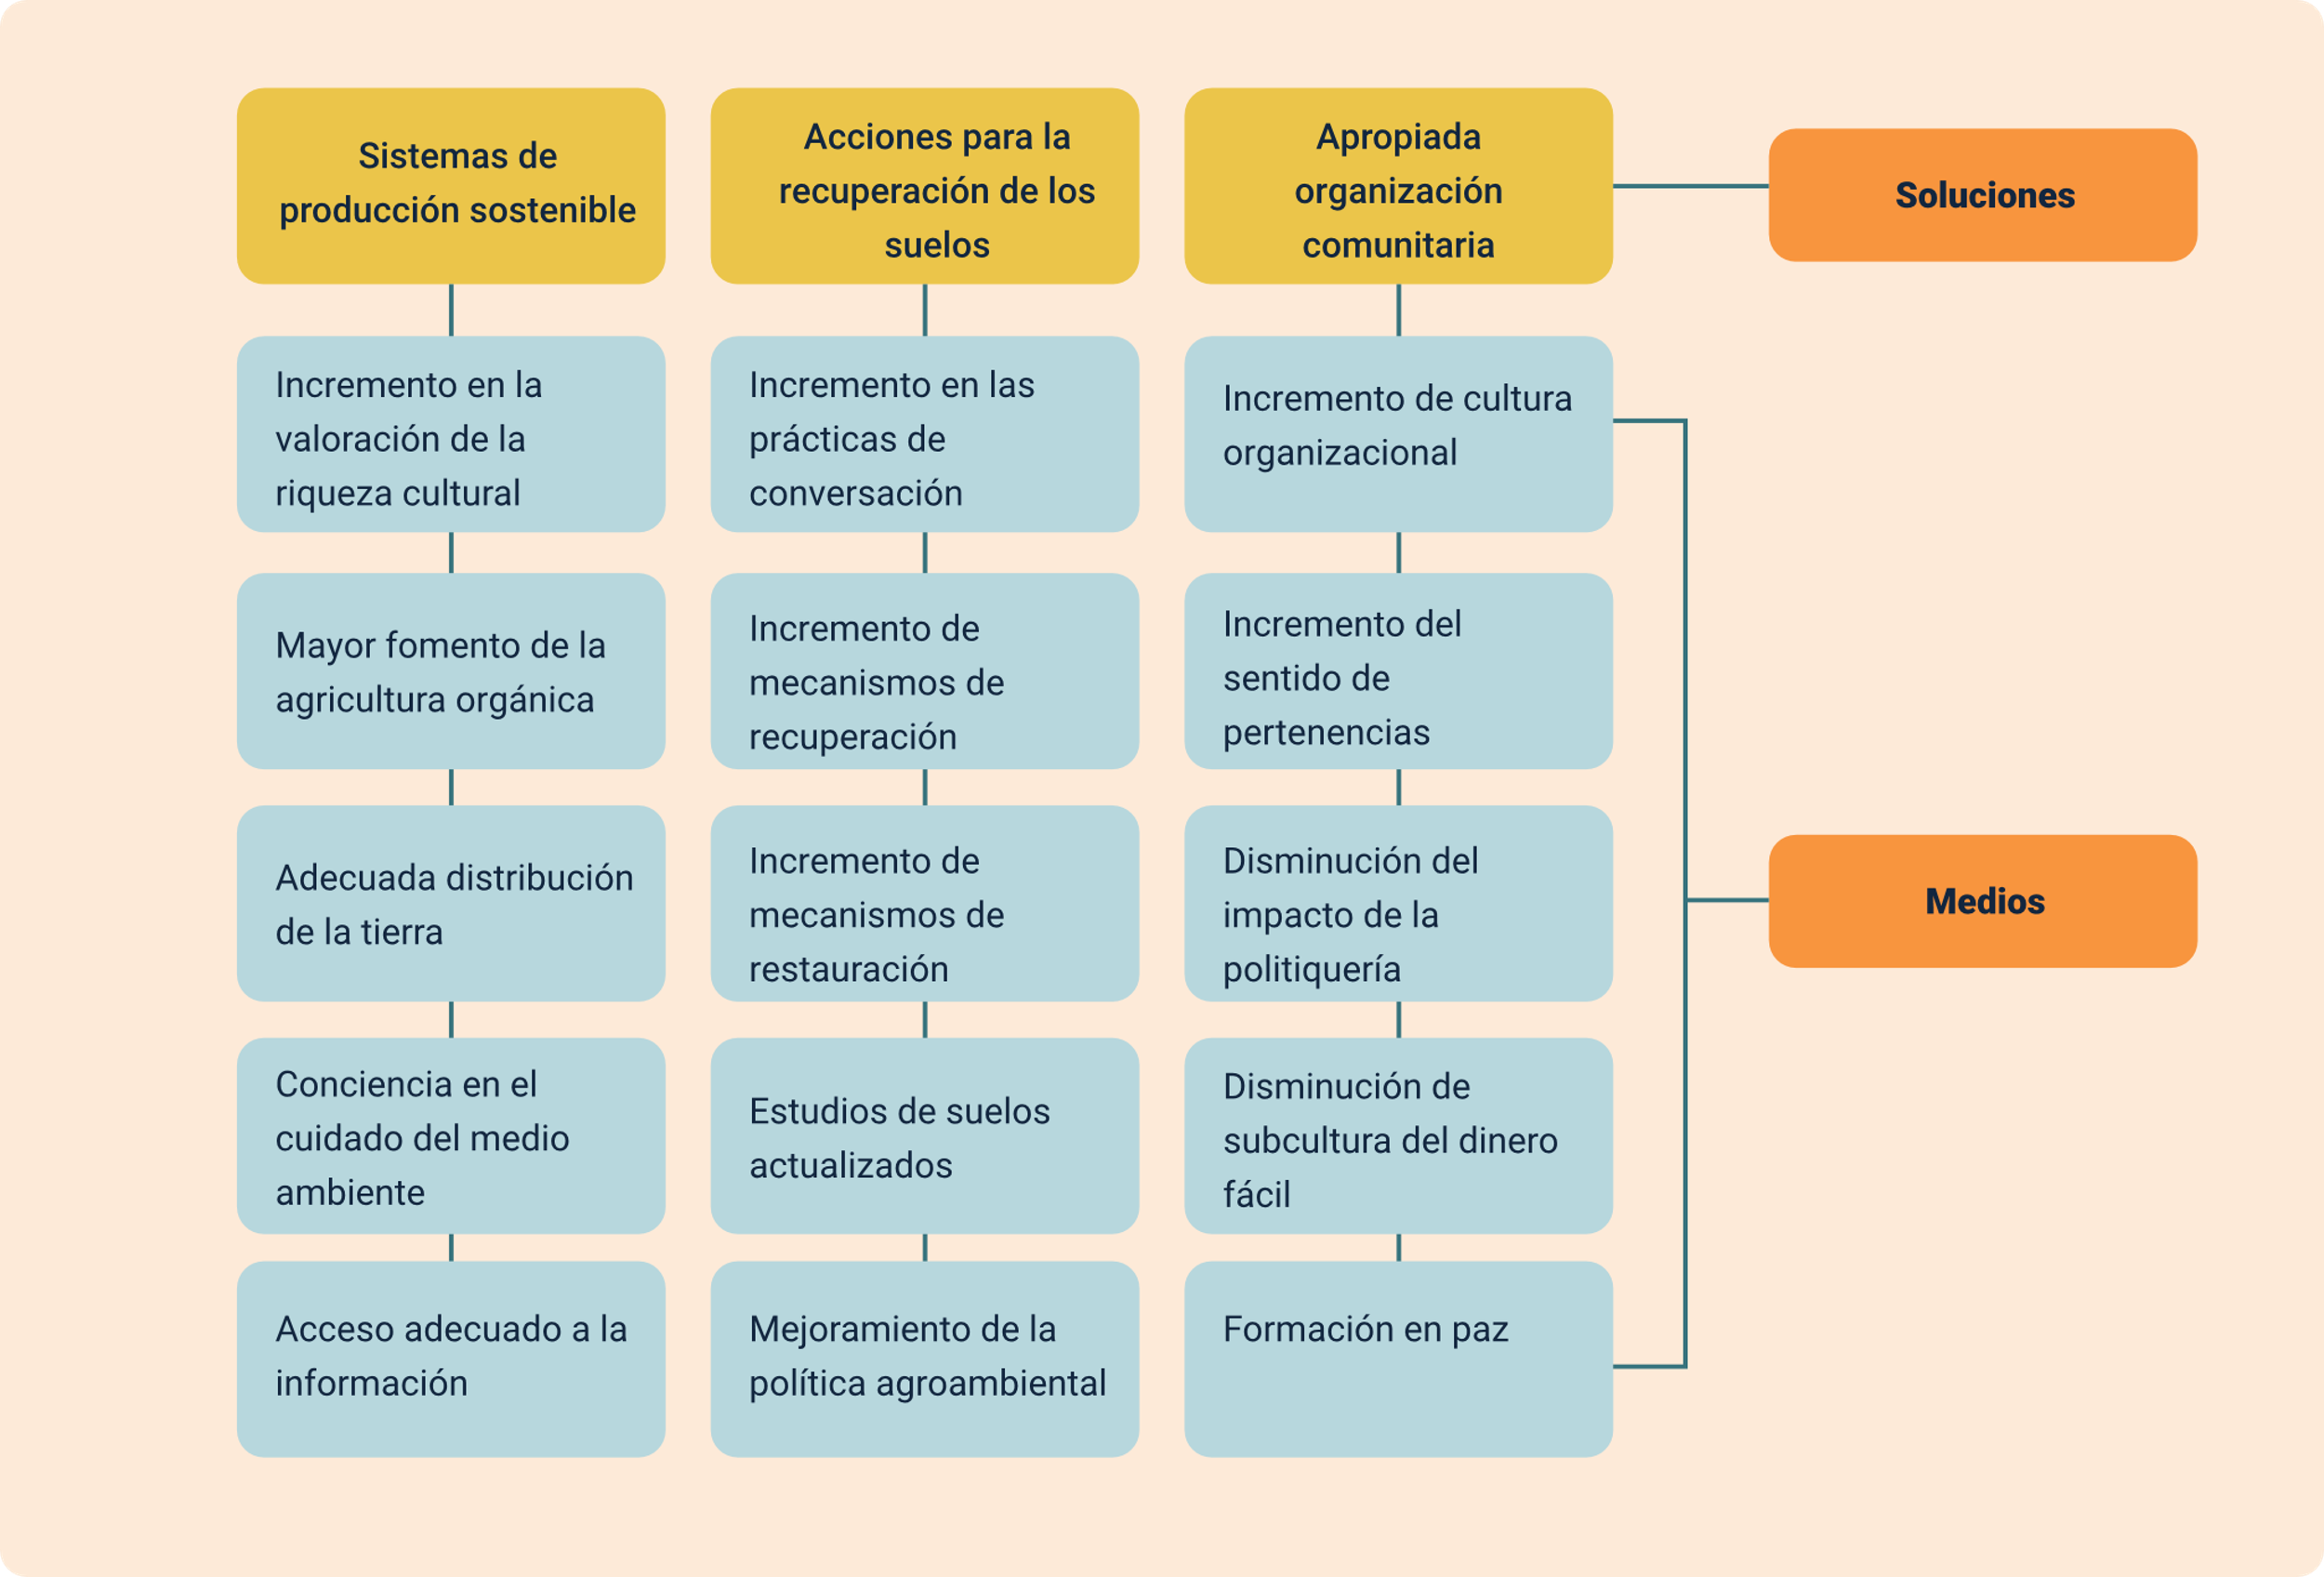 Sistemas de
producción sostenible
Acciones para la
recuperación de los
suelos
Apropiada
organización
comunitaria
Soluciones
Incremento en la
valoración de la
riqueza cultural
Incremento en las
prácticas de
conversación
Incremento de cultura
organizacional
Mayor fomento de la
agricultura orgánica
Incremento de
mecanismos de
recuperación
Incremento del
sentido de
pertenencias
Adecuada distribución
de la tierra
Incremento de
mecanismos de
restauración
Disminución del
impacto de la
politiquería
Medios
Conciencia en el
cuidado del medio
ambiente
Estudios de suelos
actualizados
Disminución de
subcultura del dinero
fácil
Acceso adecuado a la
información
Mejoramiento de la
política agroambiental
Formación en paz